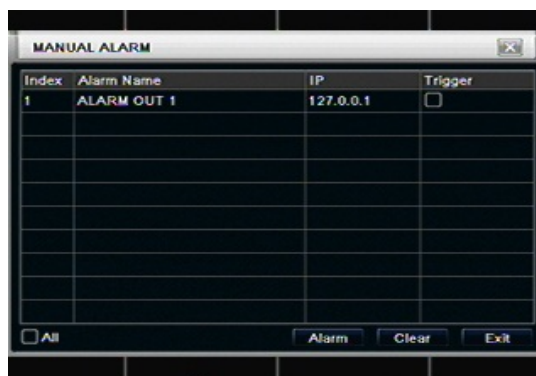 MANUAL ALARM
Index Alarm Name IP Trigger
1 ALARM OUT 1 127.0.0.1
All Alarm Clear Exit